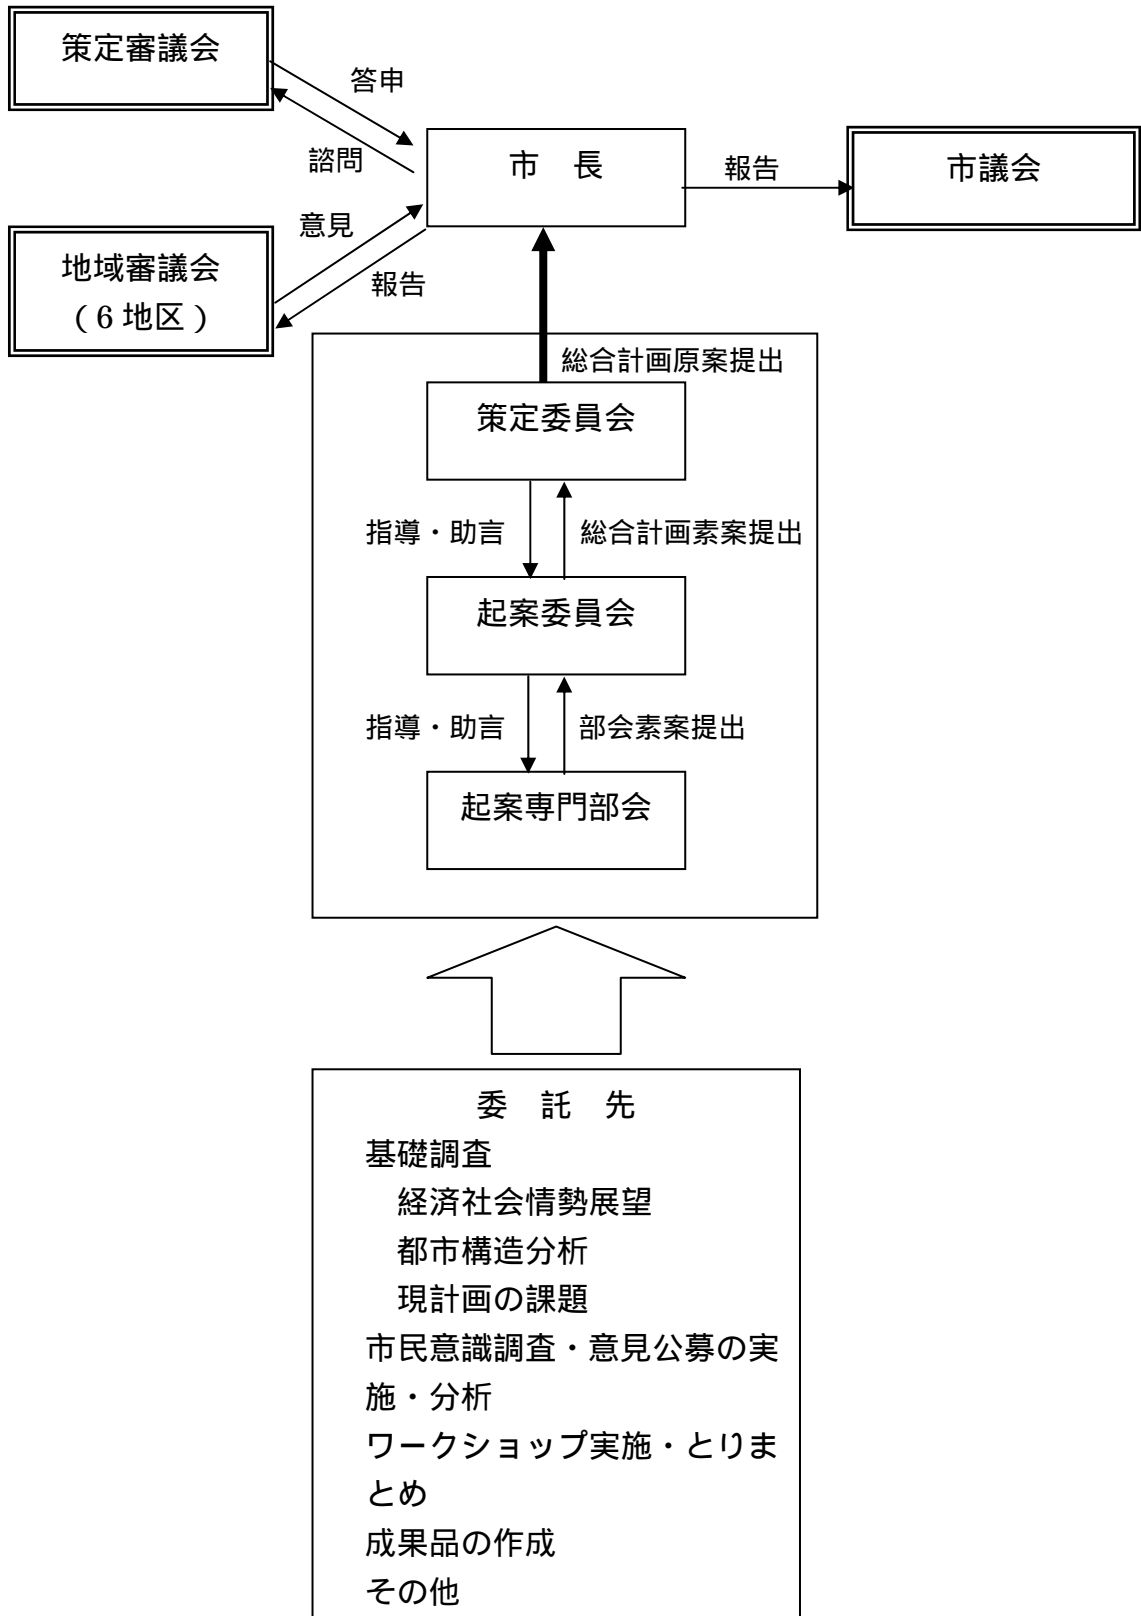 策定審議会
答申
諮問
市　長
報告
市議会
意見
報告
地域審議会
（6 地区）
総合計画原案提出
策定委員会
指導・助言
総合計画素案提出
起案委員会
指導・助言
部会素案提出
起案専門部会
委　託　先
基礎調査
経済社会情勢展望
都市構造分析
現計画の課題
市民意識調査・意見公募の実
施・分析
ワークショップ実施・とりま
とめ
成果品の作成
その他